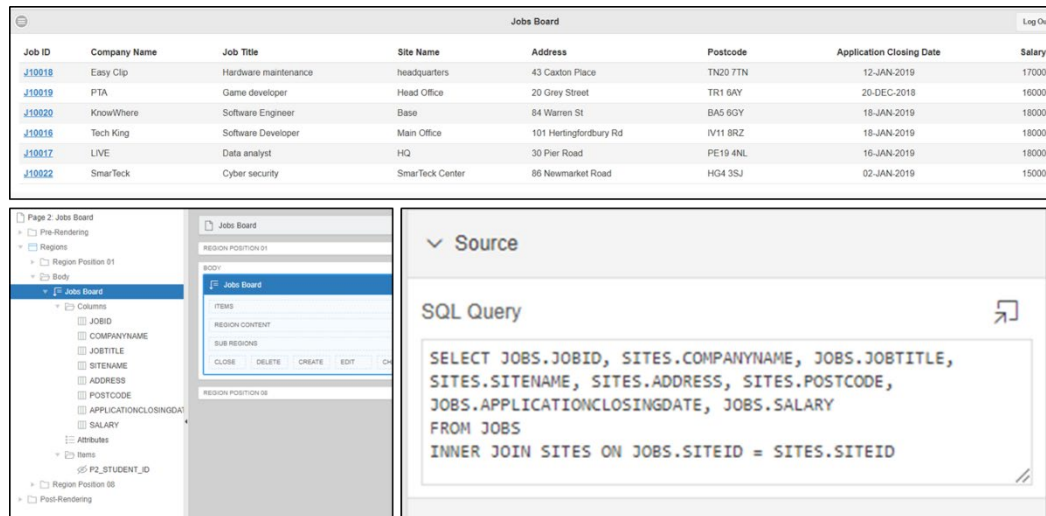 Jobs Board
Log Ou
Job ID Company Name Job Title Site Name Address Postcode Application Closing Date Salary
J10018 Easy Clip Hardware maintenance headquarters 43 Caxton Place TN20 7TN 12-JAN-2019 17000
J10019 PTA Game developer Head Office 20 Grey Street TR1 6AY 20-DEC-2018 16000
J10020 KnowWhere Software Engineer Base 84 Warren St BA5 6GY 18-JAN-2019 18000
J10016 Tech King Software Developer Main Office 101 Hertingfordbury Rd IV11 8RZ 18-JAN-2019 18000
J10017 LIVE Data analyst HQ 30 Pier Road PE19 4NL 16-JAN-2019 18000
J10022 SmarTeck Cyber security SmarTeck Center 86 Newmarket Road HG4 3SJ 02-JAN-2019 15000
Page 2: Jobs Board
Pre-Rendering
Regions
Region Position 01
Body
Jobs Board
Columns
JOBID
COMPANYNAME
JOBTITLE
SITENAME
ADDRESS
POSTCODE
APPLICATIONCLOSINGDAT
SALARY
Attributes
Items
P2_STUDENT_ID
Region Position 08
Post-Rendering
Jobs Board
REGION POSITION 01
BODY
Jobs Board
ITEMS
REGION CONTENT
SUB REGIONS
CLOSE DELETE CREATE EDIT CH
REGION POSITION 08
Source
SQL Query
SELECT JOBS.JOBID, SITES.COMPANYNAME, JOBS.JOBTITLE,
SITES.SITENAME, SITES.ADDRESS, SITES.POSTCODE,
JOBS.APPLICATIONCLOSINGDATE, JOBS.SALARY
FROM JOBS
INNER JOIN SITES ON JOBS.SITEID = SITES.SITEID